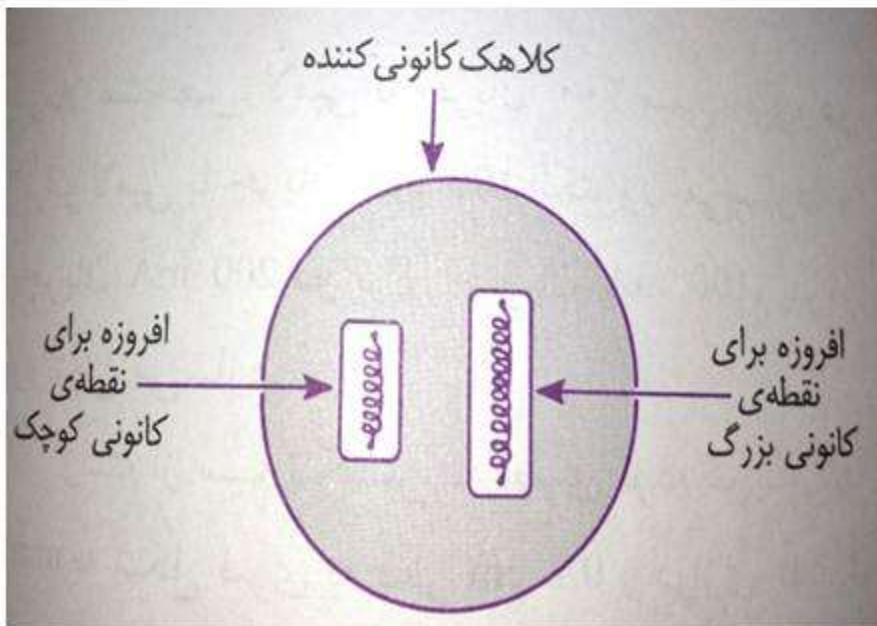 کلاهک کانونی کننده
افروزه برای
نقطه‌ی
کانونی بزرگ
افروزه برای
نقطه‌ی
کانونی کوچک